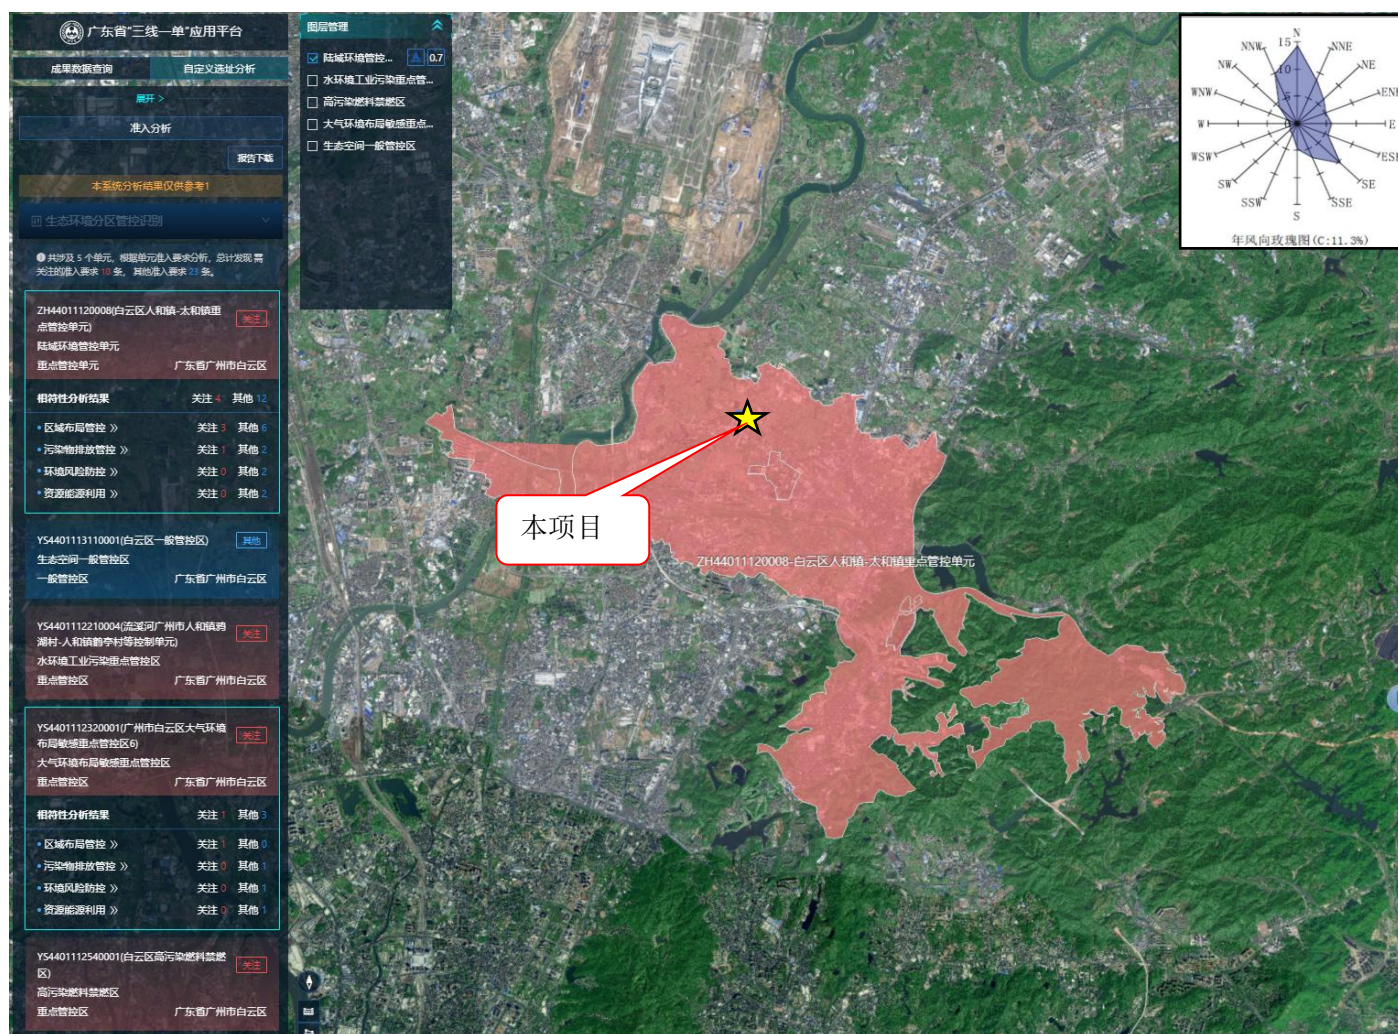 广东省“三线一单”应用平台
成果数据查询
自定义选址分析
展开 >
准入分析
报告下载
本系统分析结果仅供参考1
生态环境分区管控识别
共涉及 5 个单元，根据单元准入要求分析，总计发现需
关注的准入要求 10 条，其他准入要求 23 条。
ZH44011120008(白云区人和镇-太和镇重
点管控单元)
关注
陆域环境管控单元
重点管控单元 广东省广州市白云区
相符性分析结果 关注 4 其他 12
区域布局管控 » 关注 3 其他 6
污染物排放管控 » 关注 1 其他 2
环境风险防控 » 关注 0 其他 2
资源能源利用 » 关注 0 其他 2
YS4401113110001(白云区一般管控区)
其他
生态空间一般管控区
一般管控区 广东省广州市白云区
YS4401112210004(流溪河广州市人和镇鸦
湖村-人和镇鹤亭村等控制单元)
关注
水环境工业污染重点管控区
重点管控区 广东省广州市白云区
YS4401112320001(广州市白云区大气环境
布局敏感重点管控区6)
关注
大气环境布局敏感重点管控区
重点管控区 广东省广州市白云区
相符性分析结果 关注 1 其他 3
区域布局管控 » 关注 1 其他 0
污染物排放管控 » 关注 0 其他 1
环境风险防控 » 关注 0 其他 1
资源能源利用 » 关注 0 其他 1
YS4401112540001(白云区高污染燃料禁燃
区)
关注
高污染燃料禁燃区
重点管控区 广东省广州市白云区
图层管理
陆域环境管控... 0.7
水环境工业污染重点管...
高污染燃料禁燃区
大气环境布局敏感重点...
生态空间一般管控区
本项目
ZH44011120008-白云区人和镇-太和镇重点管控单元
N
NNE
NE
ENE
E
ESE
SE
SSE
S
SSW
SW
WSW
W
WNW
NW
NNW
15
10
5
年风向玫瑰图(C:11.3%)